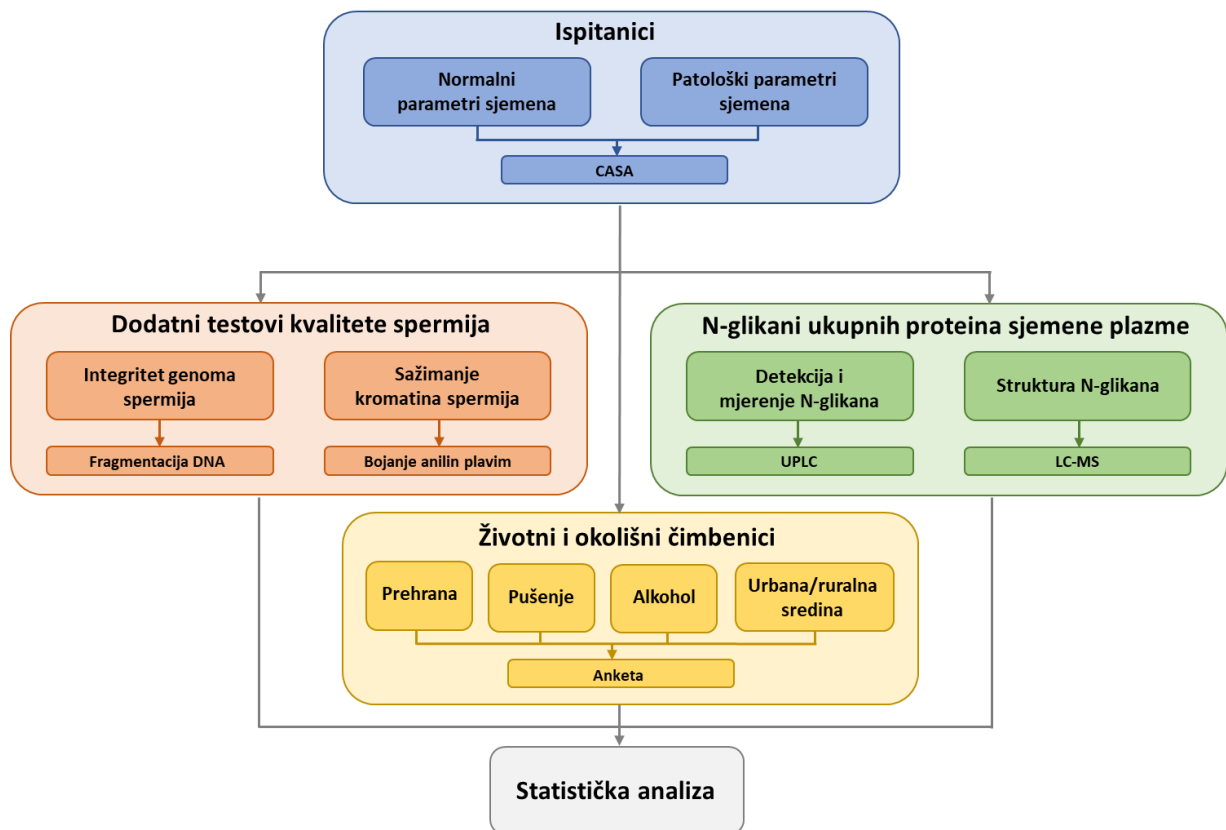 Ispitanici
Normalni
parametri sjemena
Patološki parametri
sjemena
CASA
Dodatni testovi kvalitete spermija
Integritet genoma
spermija
Sažimanje
kromatina spermija
Fragmentacija DNA
Bojanje anilin plavim
N-glikani ukupnih proteina sjemene plazme
Detekcija i
mjerenje N-glikana
Struktura N-glikana
UPLC
LC-MS
Životni i okolišni čimbenici
Prehrana
Pušenje
Alkohol
Urbana/ruralna
sredina
Anketa
Statistička analiza